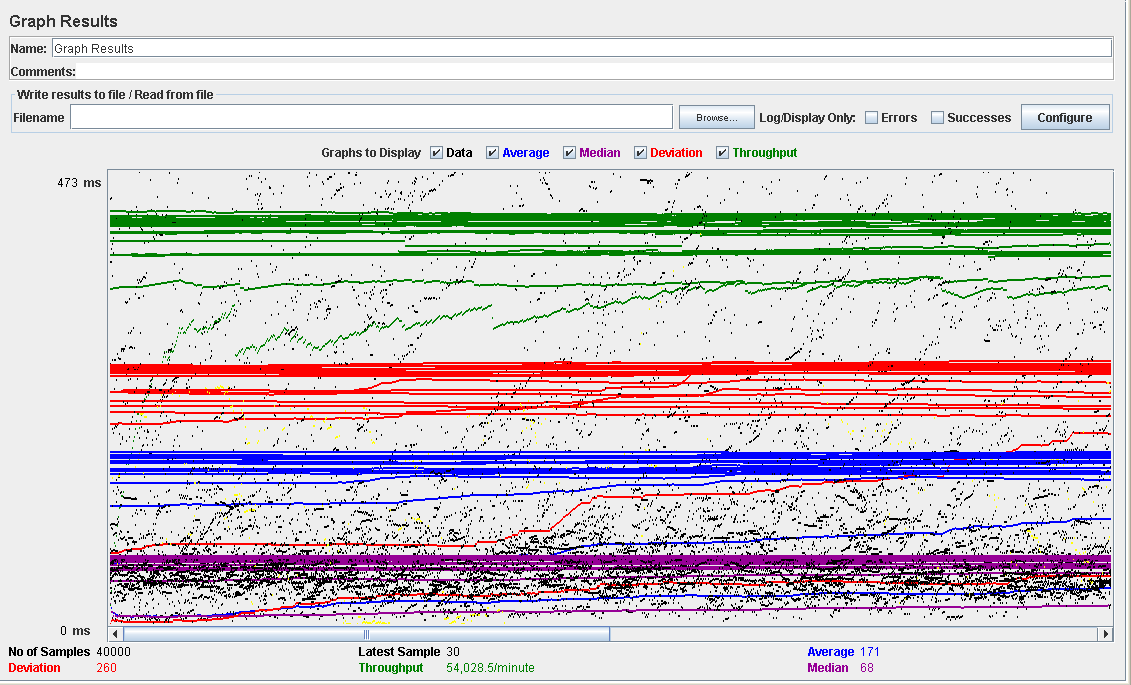 Graph Results
Name: Graph Results
Comments:
Write results to file / Read from file
Filename Browse... Log/Display Only: Errors Successes Configure
Graphs to Display Data Average Median Deviation Throughput
473 ms
0 ms
No of Samples 40000 Latest Sample 30 Average 171
Deviation 260 Throughput 54,028.5/minute Median 68